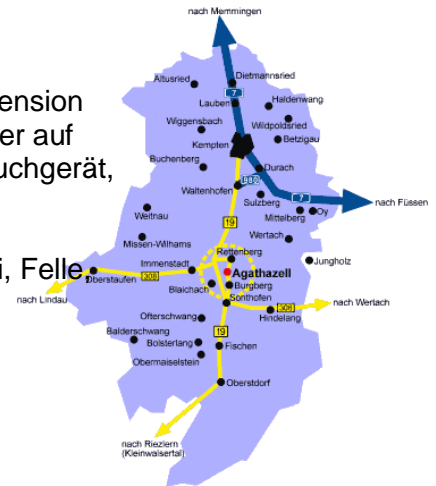 nach Memmingen
ension
er auf
uchgerät,
i, Felle,
Altusried
Dietmannsried
7
Lauben
Haldenwang
Wiggensbach
Wildpoldsried
Kempten
Betzigau
Buchenberg
Durach
980
Waltenhofen
Sulzberg
7
nach Füssen
Weitnau
Mittelberg
Oy
19
Missen-Wilhams
Wertach
Rettenberg
Jungholz
Immenstadt
Agathazell
308
Oberstaufen
nach Lindau
Blaichach
Burgberg
Sonthofen
308
nach Wertach
Hindelang
Ofterschwang
Balderschwang
19
Bolsterlang
Fischen
Obermaiselstein
Oberstdorf
nach Riezlern
(Kleinwalsertal)